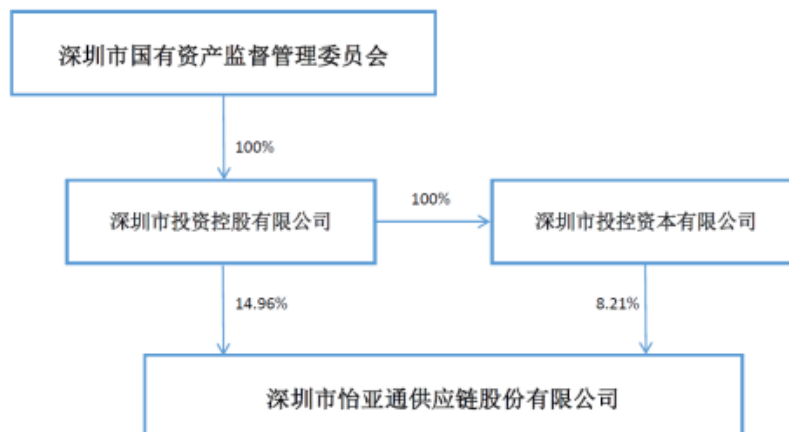 深圳市国有资产监督管理委员会
100%
深圳市投资控股有限公司
100%
深圳市投控资本有限公司
14.96%
8.21%
深圳市怡亚通供应链股份有限公司